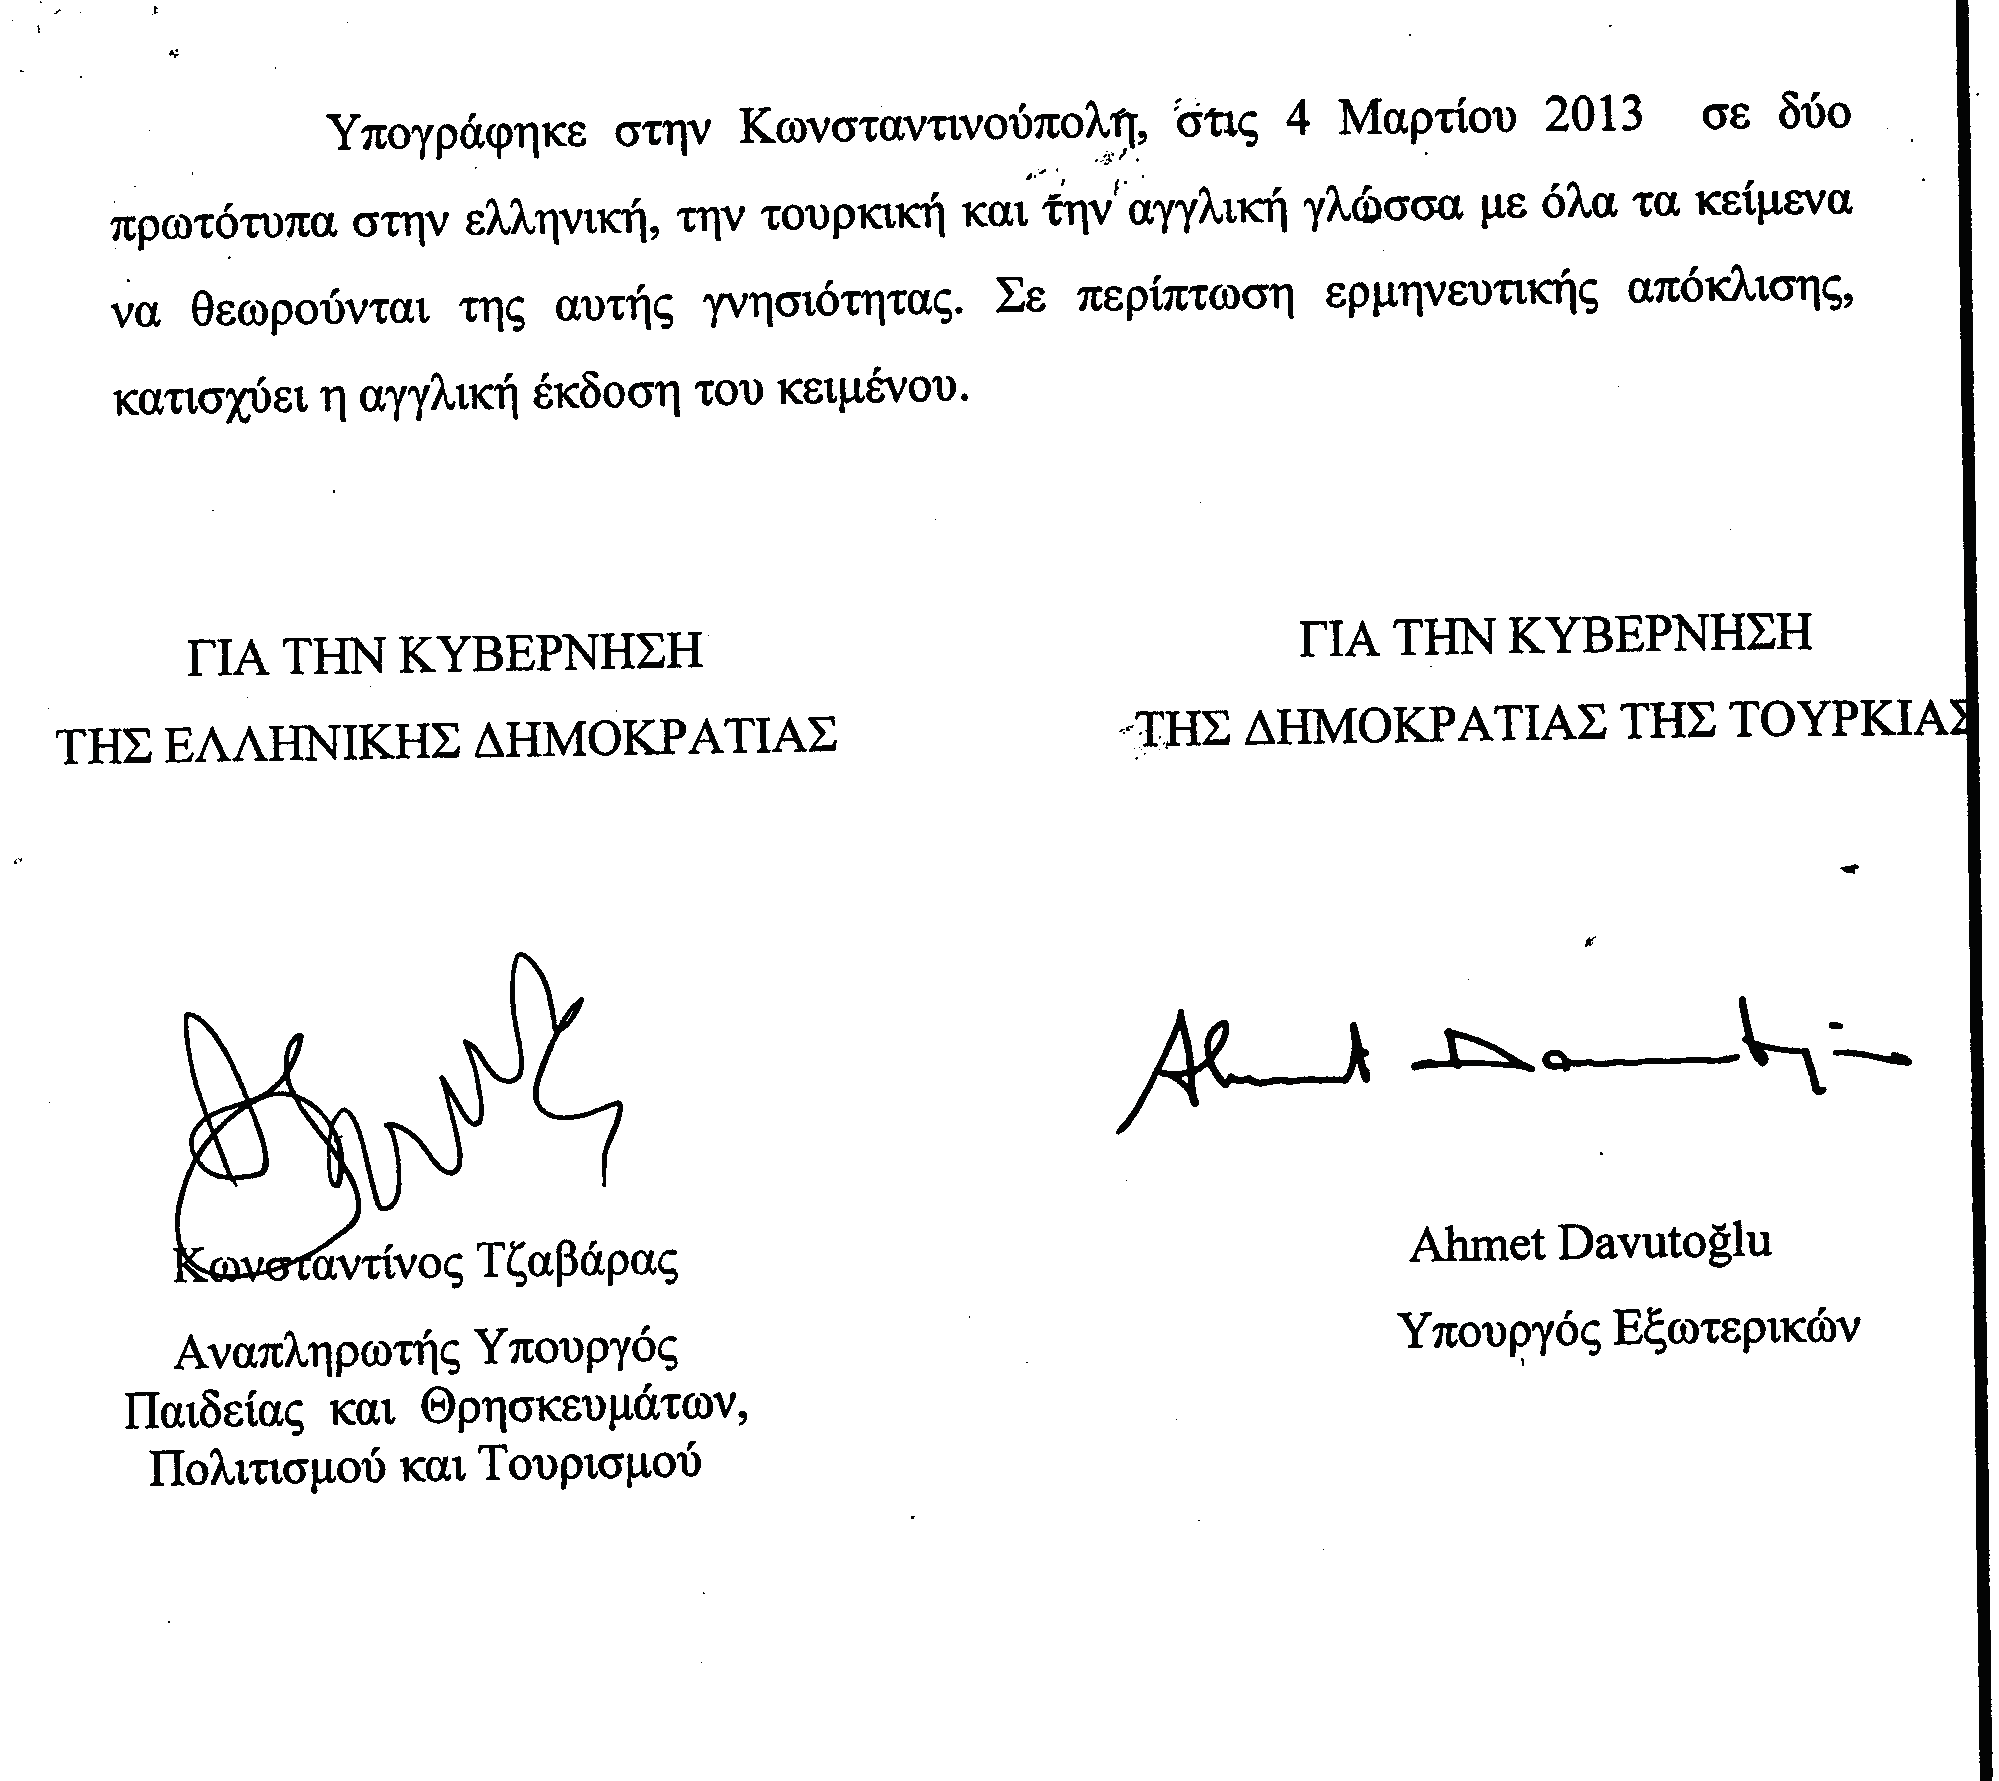 Υπογράφηκε στην Κωνσταντινούπολη, στις 4 Μαρτίου 2013 σε δύο
πρωτότυπα στην ελληνική, την τουρκική και την αγγλική γλώσσα με όλα τα κείμενα
να θεωρούνται της αυτής γνησιότητας. Σε περίπτωση ερμηνευτικής απόκλισης,
κατισχύει η αγγλική έκδοση του κειμένου.
ΓΙΑ ΤΗΝ ΚΥΒΕΡΝΗΣΗ
ΤΗΣ ΕΛΛΗΝΙΚΗΣ ΔΗΜΟΚΡΑΤΙΑΣ
Κωνσταντίνος Τζαβάρας
Αναπληρωτής Υπουργός
Παιδείας και Θρησκευμάτων,
Πολιτισμού και Τουρισμού
ΓΙΑ ΤΗΝ ΚΥΒΕΡΝΗΣΗ
ΤΗΣ ΔΗΜΟΚΡΑΤΙΑΣ ΤΗΣ ΤΟΥΡΚΙΑΣ
Ahmet Davutoğlu
Υπουργός Εξωτερικών